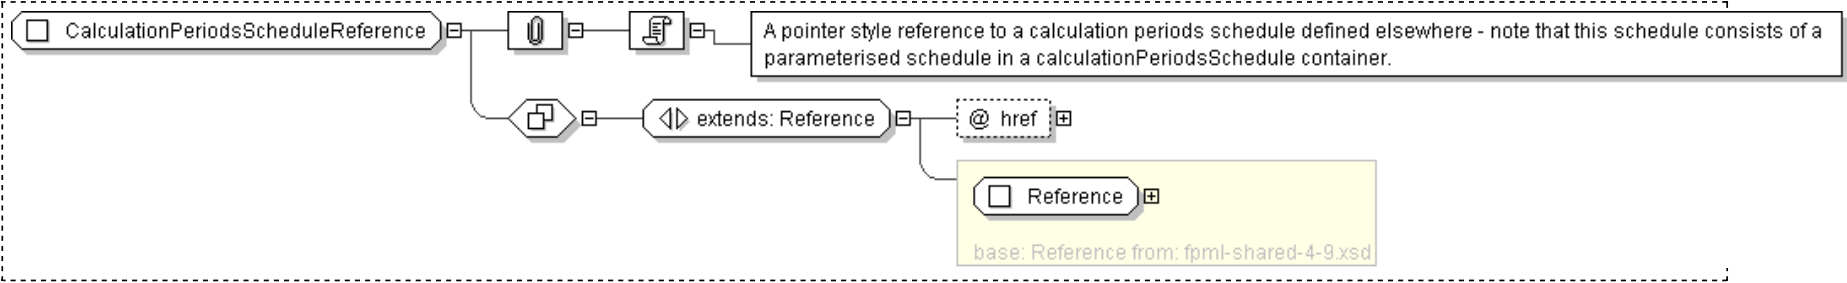 CalculationPeriodsScheduleReference
A pointer style reference to a calculation periods schedule defined elsewhere - note that this schedule consists of a
parameterised schedule in a calculationPeriodsSchedule container.
extends: Reference
@ href
Reference
base: Reference from: fpml-shared-4-9.xsd